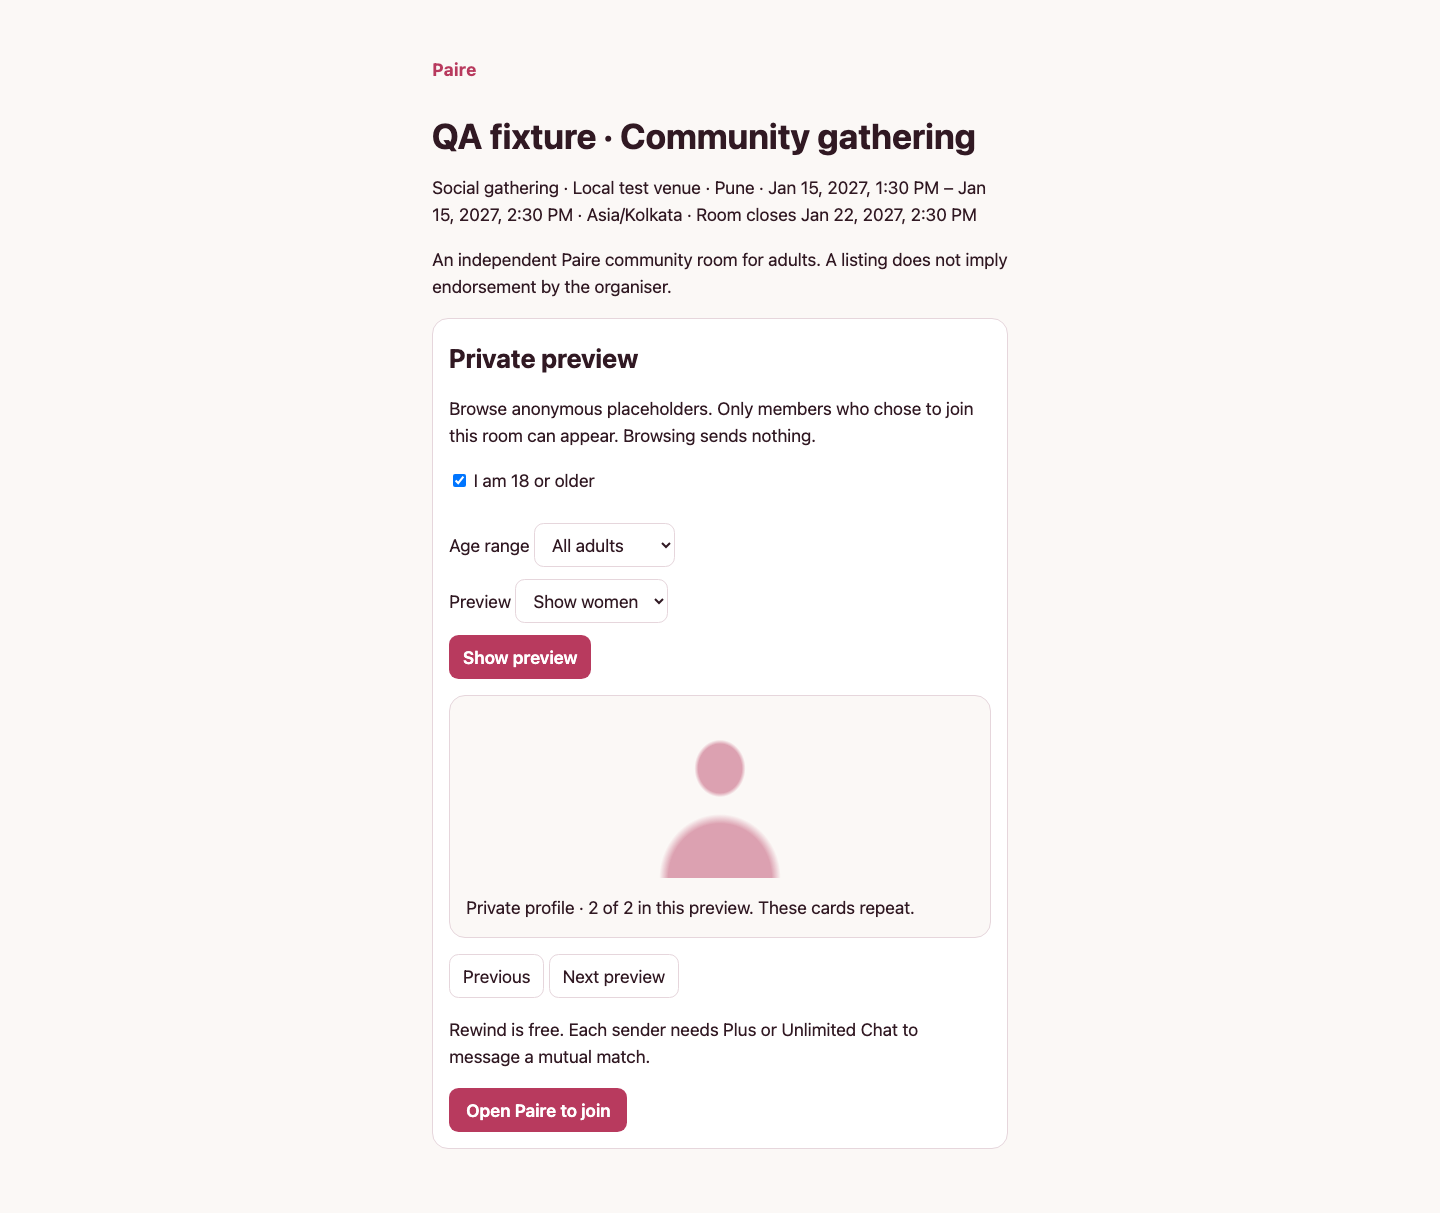 Paire
QA fixture · Community gathering
Social gathering · Local test venue · Pune · Jan 15, 2027, 1:30 PM – Jan
15, 2027, 2:30 PM · Asia/Kolkata · Room closes Jan 22, 2027, 2:30 PM
An independent Paire community room for adults. A listing does not imply
endorsement by the organiser.
Private preview
Browse anonymous placeholders. Only members who chose to join
this room can appear. Browsing sends nothing.
I am 18 or older
Age range All adults
Preview Show women
Show preview
Private profile · 2 of 2 in this preview. These cards repeat.
Previous Next preview
Rewind is free. Each sender needs Plus or Unlimited Chat to
message a mutual match.
Open Paire to join